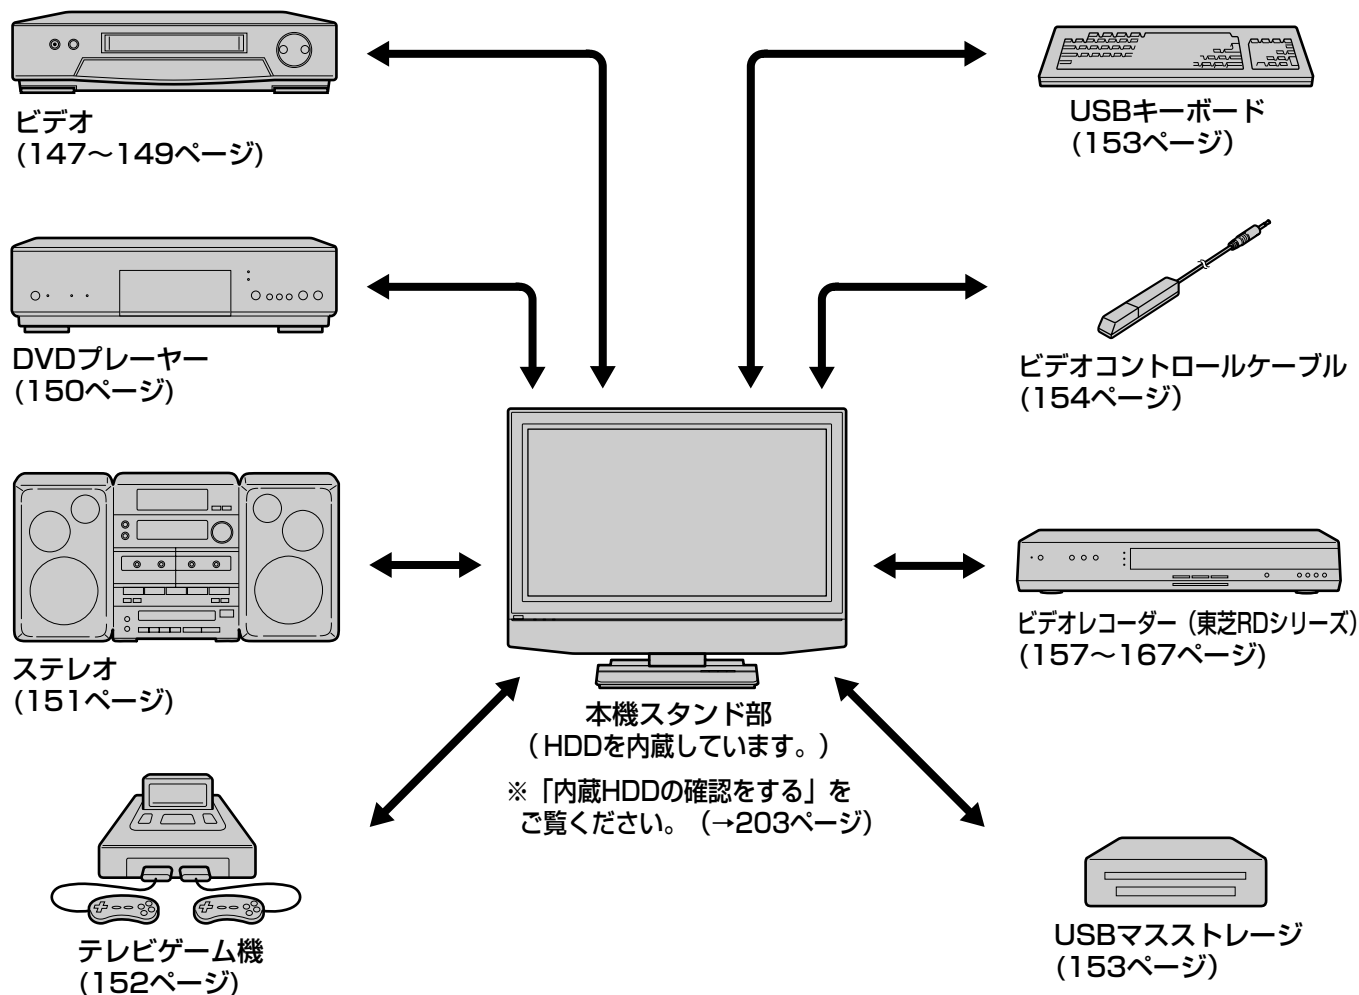 ビデオ
(147～149ページ)
DVDプレーヤー
(150ページ)
ステレオ
(151ページ)
テレビゲーム機
(152ページ)
本機スタンド部
（HDDを内蔵しています。）
※「内蔵HDDの確認をする」を
ご覧ください。（→203ページ）
USBキーボード
(153ページ)
ビデオコントロールケーブル
(154ページ)
ビデオレコーダー（東芝RDシリーズ）
(157～167ページ)
USBマスストレージ
(153ページ)